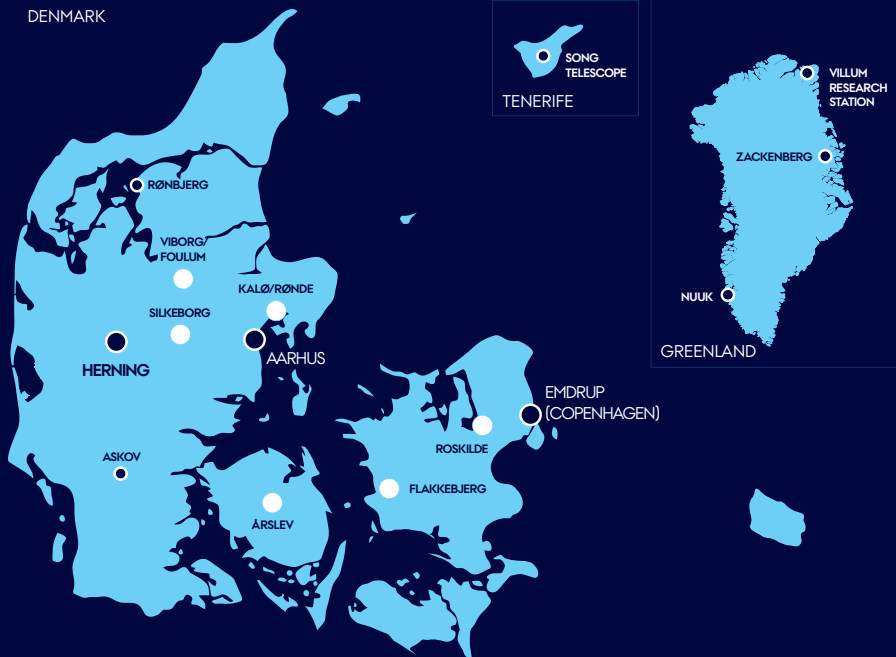 DENMARK
SONG
TELESCOPE
TENERIFE
VILLUM
RESEARCH
STATION
ZACKENBERG
NUUK
GREENLAND
RØNBJERG
VIBORG/
FOULUM
KALØ/RØNDE
SILKEBORG
AARHUS
HERNING
EMDRUP
(COPENHAGEN)
ROSKILDE
ASKOV
FLAKKEBJERG
ÅRSLEV